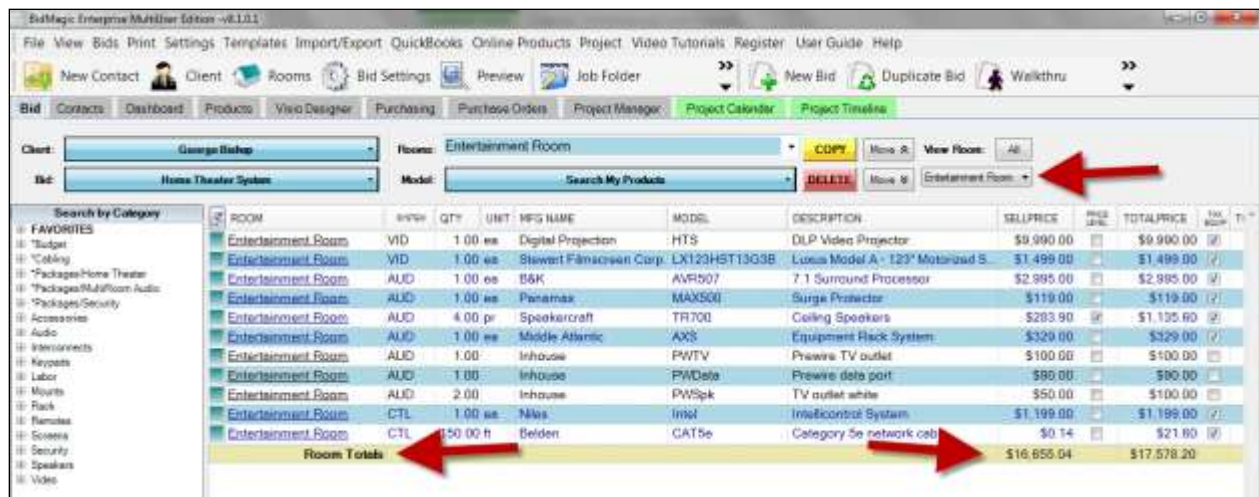 BidMagic Enterprise MultiUser Edition -v8.1.0.1
File View Bids Print Settings Templates Import/Export QuickBooks Online Products Project Video Tutorials Register User Guide Help
New Contact Client Rooms Bid Settings Preview Job Folder New Bid Duplicate Bid Walkthru
Bid Contacts Dashboard Products Visio Designer Purchasing Purchase Orders Project Manager Project Calendar Project Timeline
Client: George Bishop Rooms: Entertainment Room COPY Move View Room: All
Bid: Home Theater System Model: Search My Products DELETE Move Entertainment Room
Search by Category ROOM QTY UNIT MFG NAME MODEL DESCRIPTION SELLPRICE PRICE LEVEL TOTALPRICE
FAVORITES
*Budget
*Cabling
*Packages/Home Theater
*Packages/MultiRoom Audio
*Packages/Security
Accessories
Audio
Interconnects
Keypads
Labor
Mounts
Rack
Remotes
Screens
Security
Speakers
Video
Entertainment Room VID 1.00 ea Digital Projection HTS DLP Video Projector $9,990.00 $9,990.00
Entertainment Room VID 1.00 ea Stewart Filmscreen Corp LX123HST13G3B Luxus Model A - 123" Motorized S... $1,499.00 $1,499.00
Entertainment Room AUD 1.00 ea B&K AVR507 7.1 Surround Processor $2,995.00 $2,995.00
Entertainment Room AUD 1.00 ea Panamax MAX500 Surge Protector $119.00 $119.00
Entertainment Room AUD 4.00 pr Speakercraft TR700 Ceiling Speakers $283.90 $1,135.60
Entertainment Room AUD 1.00 ea Middle Atlantic AXS Equipment Rack System $329.00 $329.00
Entertainment Room AUD 1.00 Inhouse PWTV Prewire TV outlet $100.00 $100.00
Entertainment Room AUD 1.00 Inhouse PWData Prewire data port $90.00 $90.00
Entertainment Room AUD 2.00 Inhouse PWSpk TV outlet white $50.00 $100.00
Entertainment Room CTL 1.00 ea Niles Intel Intellicontrol System $1,199.00 $1,199.00
Entertainment Room CTL 150.00 ft Belden CAT5e Category 5e network cab $0.14 $21.60
Room Totals $16,655.04 $17,578.20